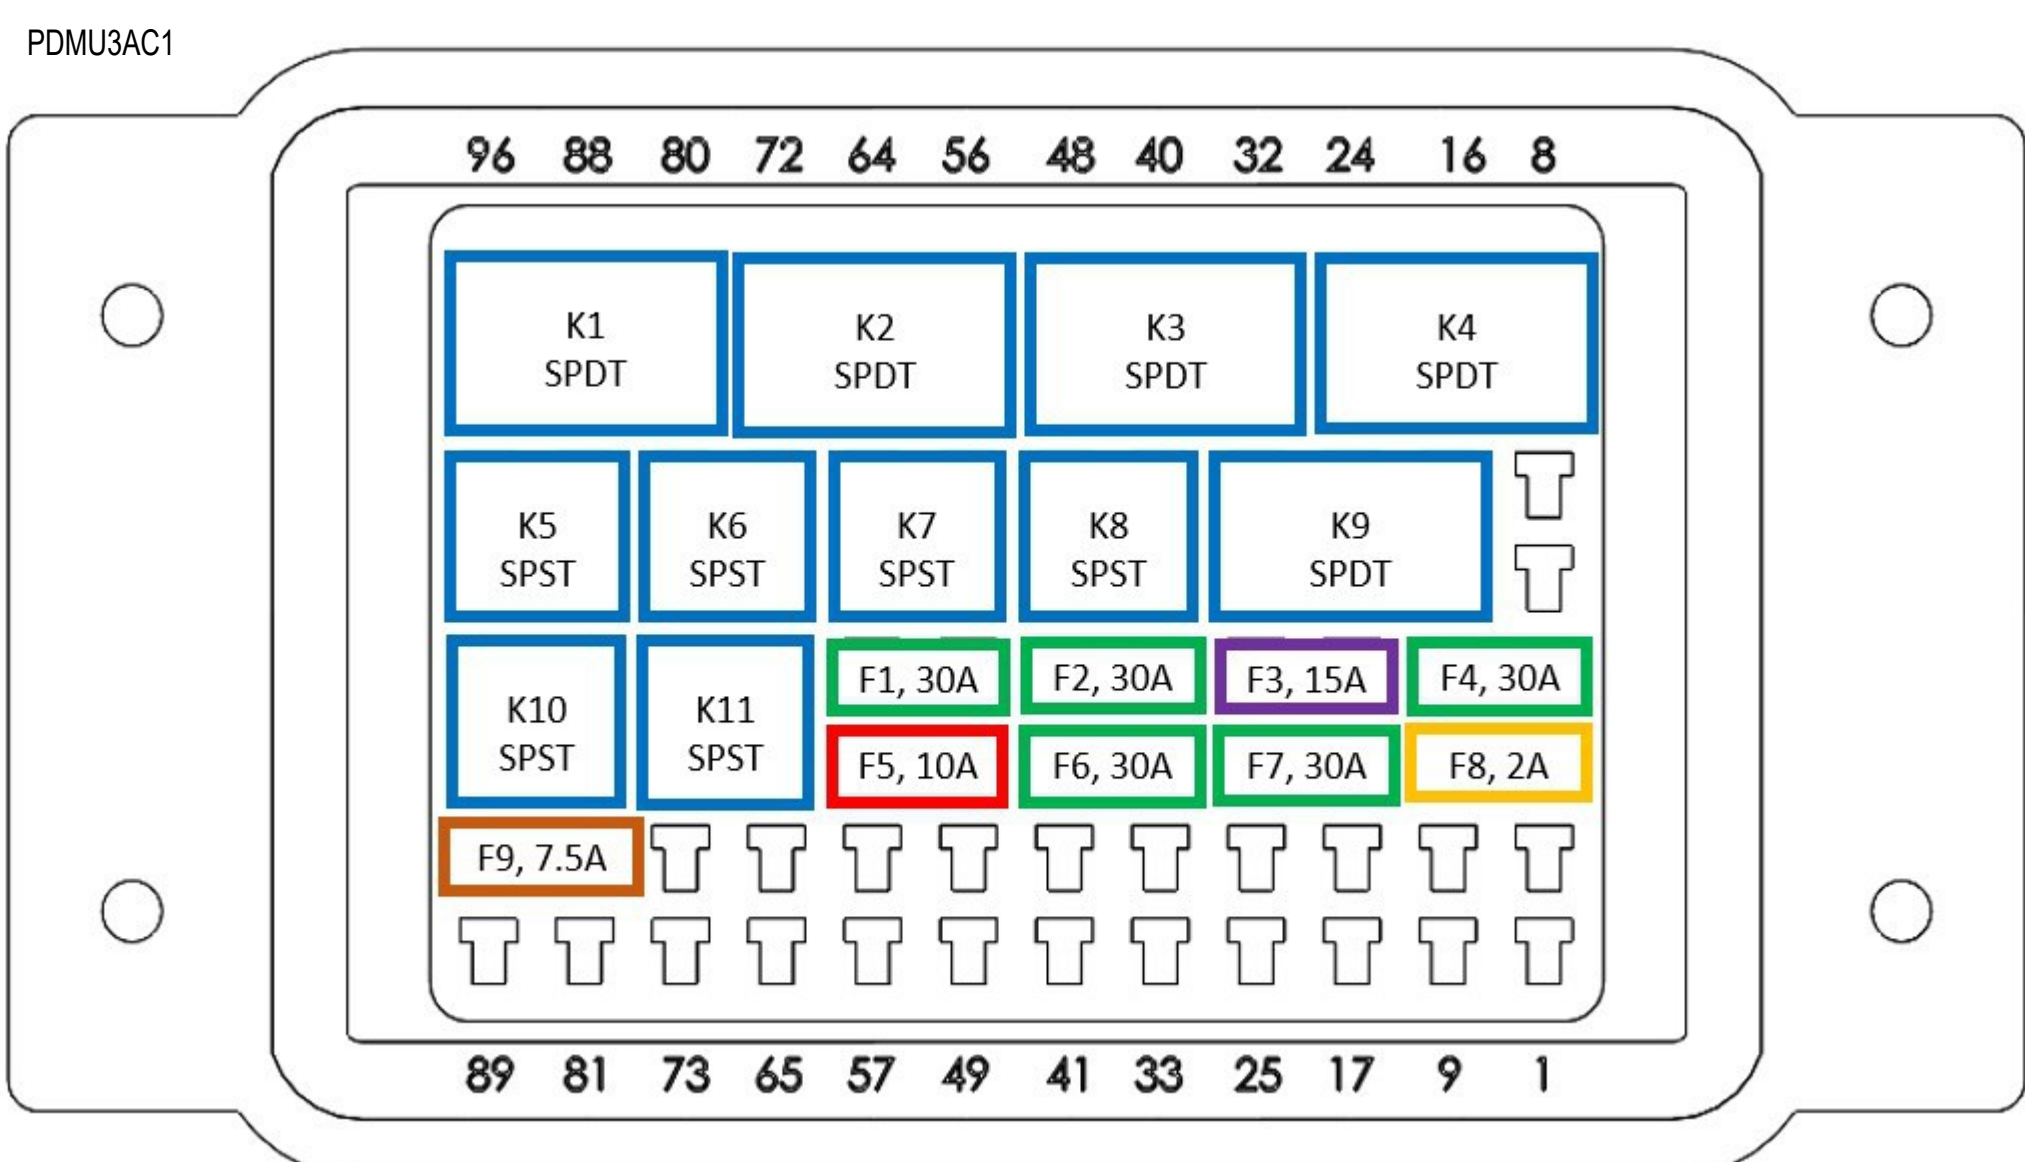 PDMU3AC1
96 88 80 72 64 56 48 40 32 24 16 8
K1
SPDT
K2
SPDT
K3
SPDT
K4
SPDT
K5
SPST
K6
SPST
K7
SPST
K8
SPST
K9
SPDT
K10
SPST
K11
SPST
F1, 30A
F2, 30A
F3, 15A
F4, 30A
F5, 10A
F6, 30A
F7, 30A
F8, 2A
F9, 7.5A
89 81 73 65 57 49 41 33 25 17 9 1